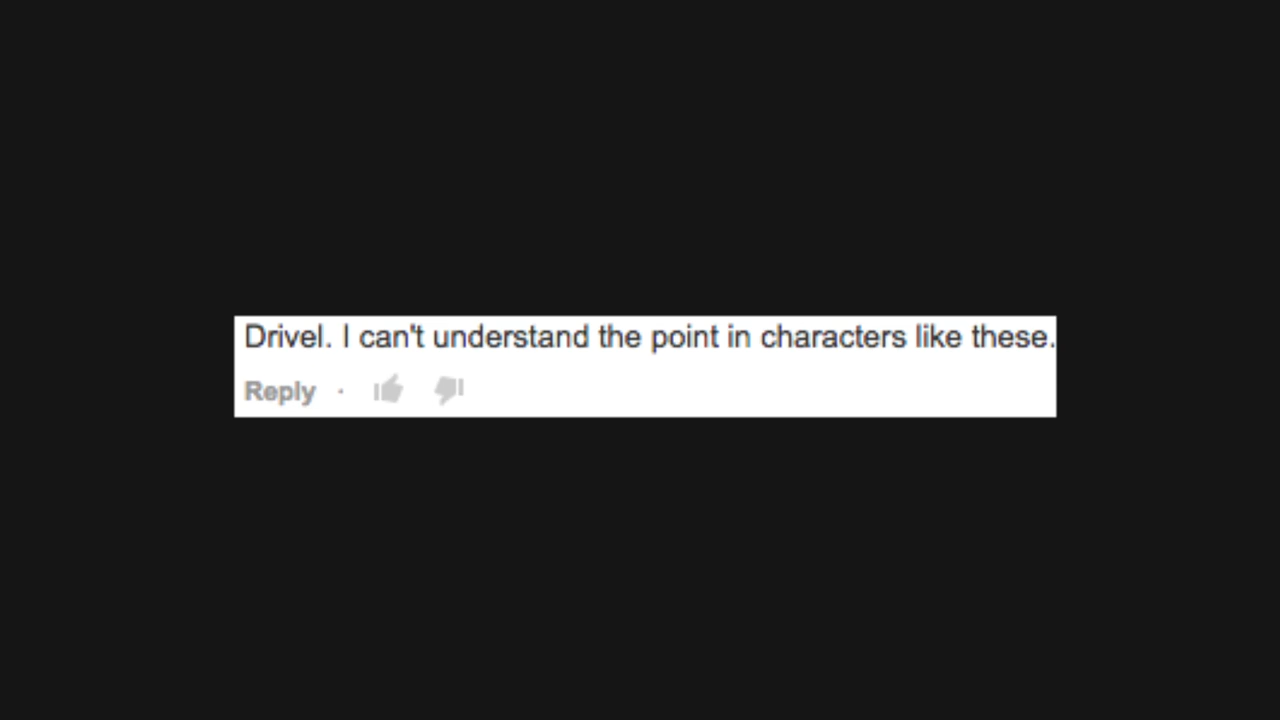 Drivel. I can't understand the point in characters like these.
Reply ·